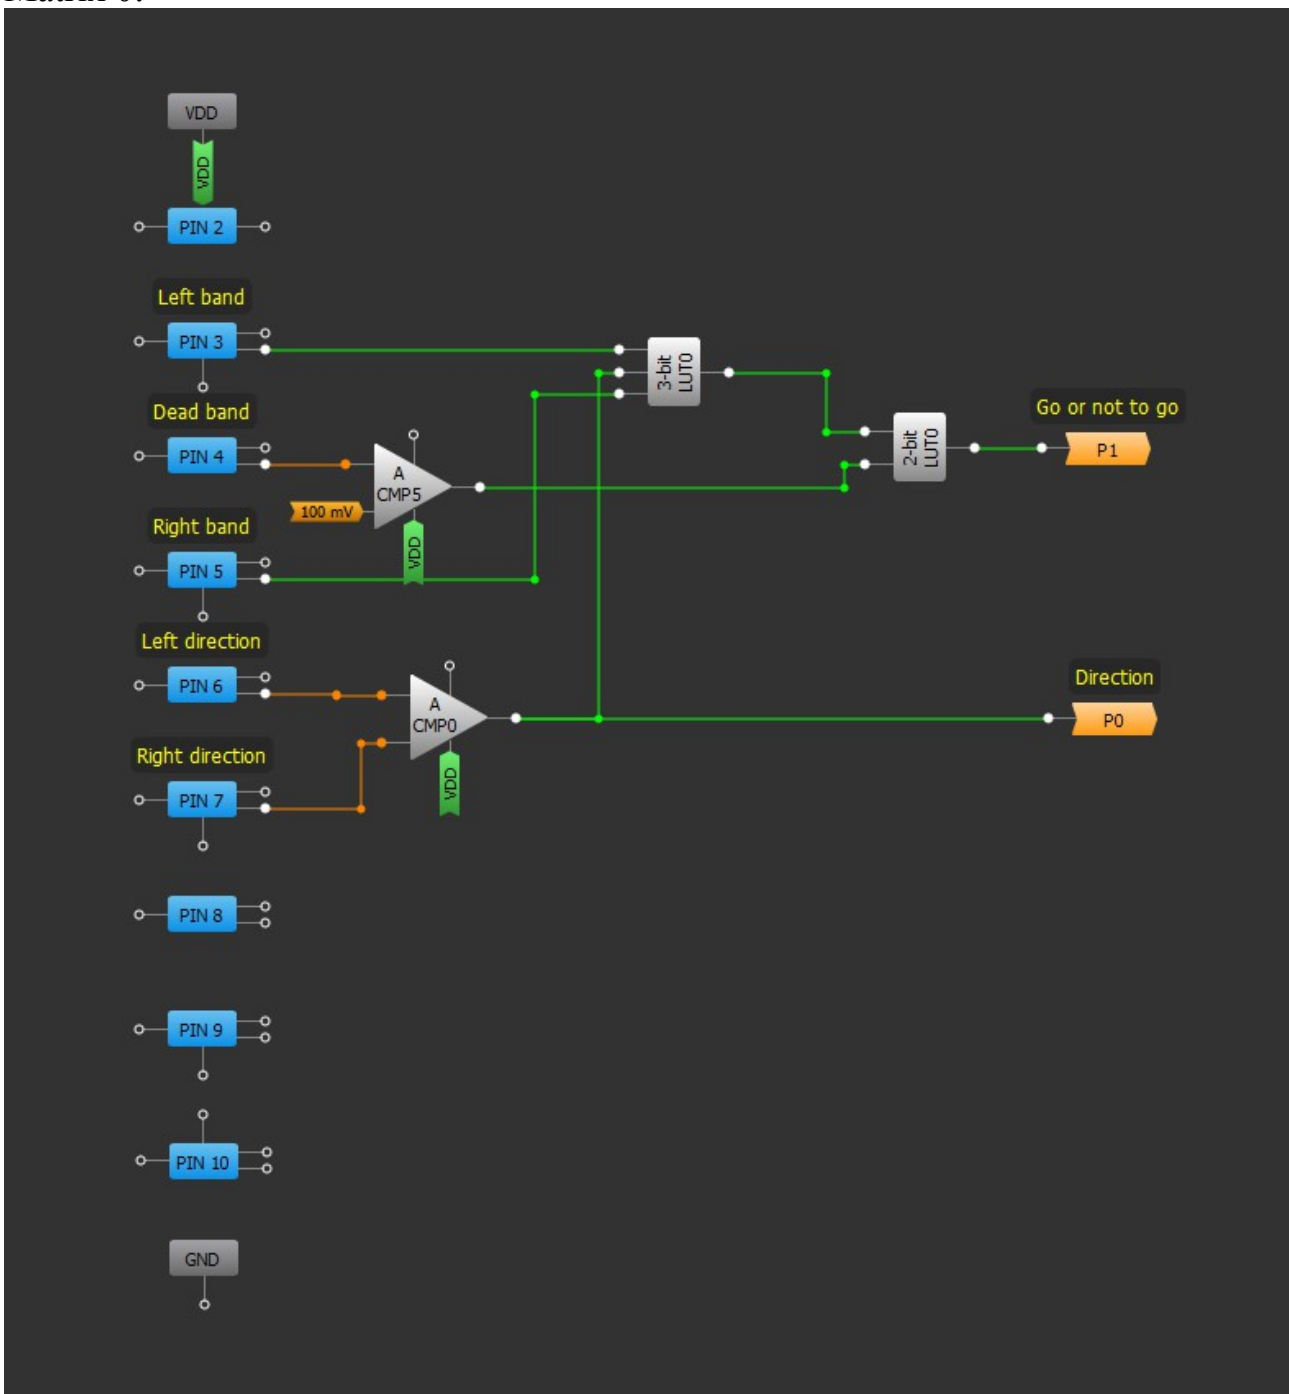 VDD
VDD
PIN 2
Left band
PIN 3
3-bit
LUT0
Dead band
PIN 4
A
CMP5
100 mV
VDD
2-bit
LUT0
Go or not to go
P1
Right band
PIN 5
Left direction
PIN 6
A
CMP0
VDD
Direction
P0
Right direction
PIN 7
PIN 8
PIN 9
PIN 10
GND